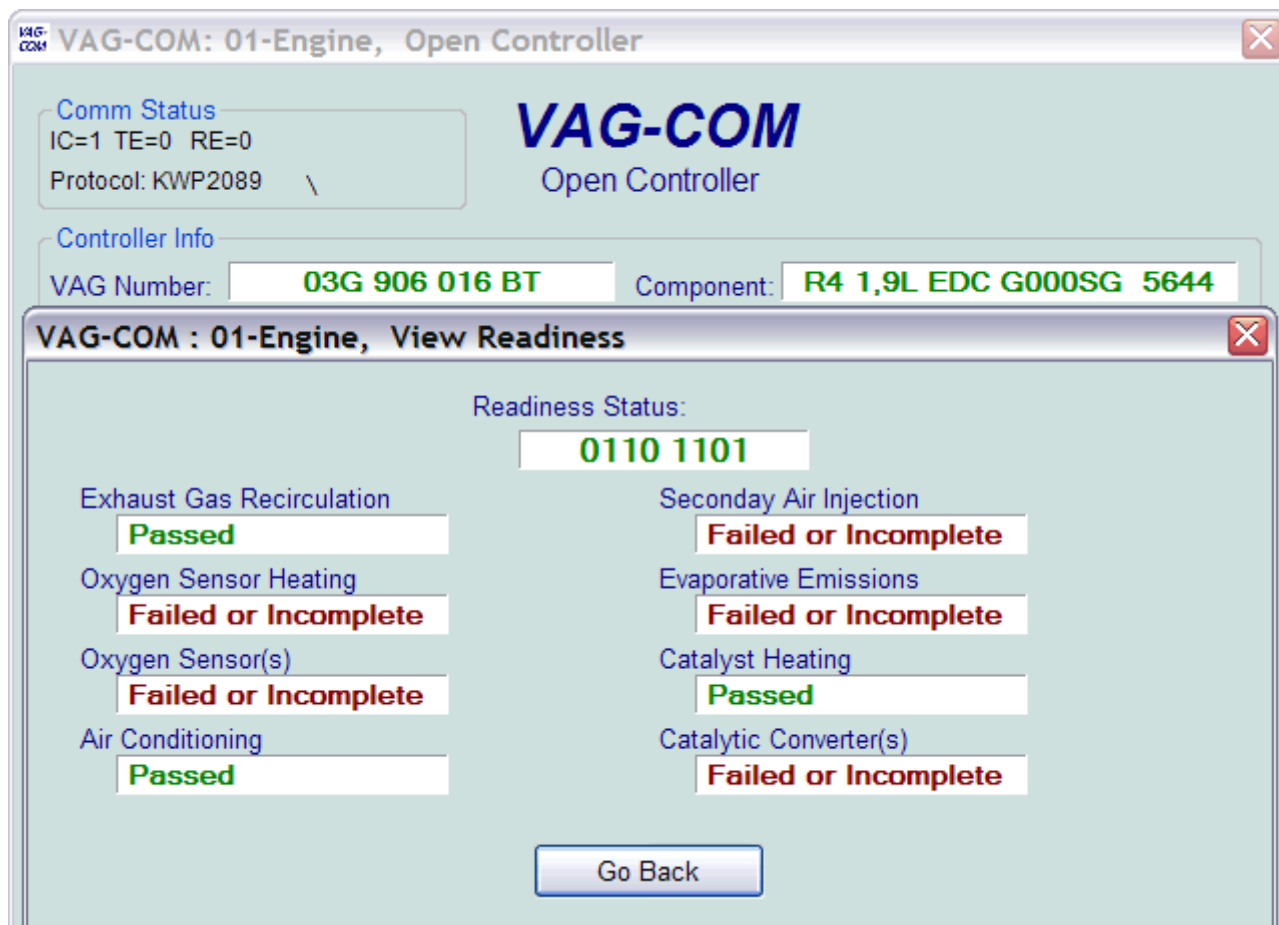 VAG-COM VAG-COM: 01-Engine, Open Controller
Comm Status
IC=1 TE=0 RE=0
Protocol: KWP2089 \
VAG-COM
Open Controller
Controller Info
VAG Number: 03G 906 016 BT Component: R4 1,9L EDC G000SG 5644
VAG-COM : 01-Engine, View Readiness
Readiness Status:
0110 1101
Exhaust Gas Recirculation
Passed
Seconday Air Injection
Failed or Incomplete
Oxygen Sensor Heating
Failed or Incomplete
Evaporative Emissions
Failed or Incomplete
Oxygen Sensor(s)
Failed or Incomplete
Catalyst Heating
Passed
Air Conditioning
Passed
Catalytic Converter(s)
Failed or Incomplete
Go Back